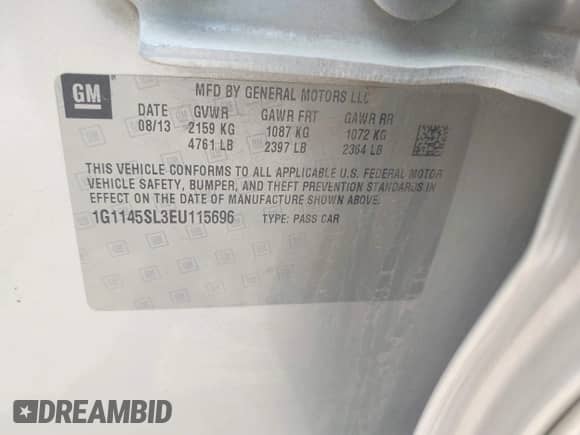 GM
MFD BY GENERAL MOTORS LLC
DATE GVWR GAWR FRT GAWR RR
08/13 2159 KG 1087 KG 1072 KG
4761 LB 2397 LB 2364 LB
THIS VEHICLE CONFORMS TO ALL APPLICABLE U.S. FEDERAL MOTOR
VEHICLE SAFETY, BUMPER, AND THEFT PREVENTION STANDARDS IN
EFFECT ON THE DATE OF MANUFACTURE SHOWN ABOVE.
1G1145SL3EU115696 TYPE: PASS CAR
DREAMBID